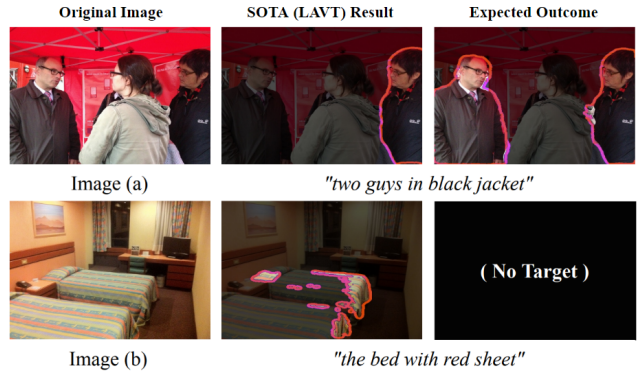 Original Image SOTA (LAVT) Result Expected Outcome
Image (a) "two guys in black jacket"
( No Target )
Image (b) "the bed with red sheet"